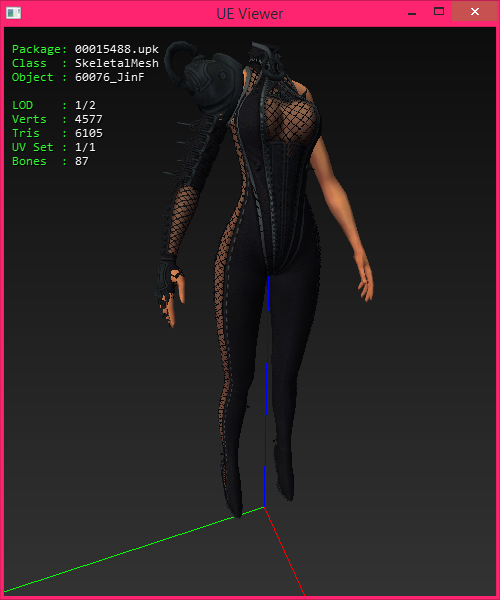 UE Viewer
Package: 00015488.upk
Class  : SkeletalMesh
Object : 60076_JinF
LOD    : 1/2
Verts  : 4577
Tris   : 6105
UV Set : 1/1
Bones  : 87